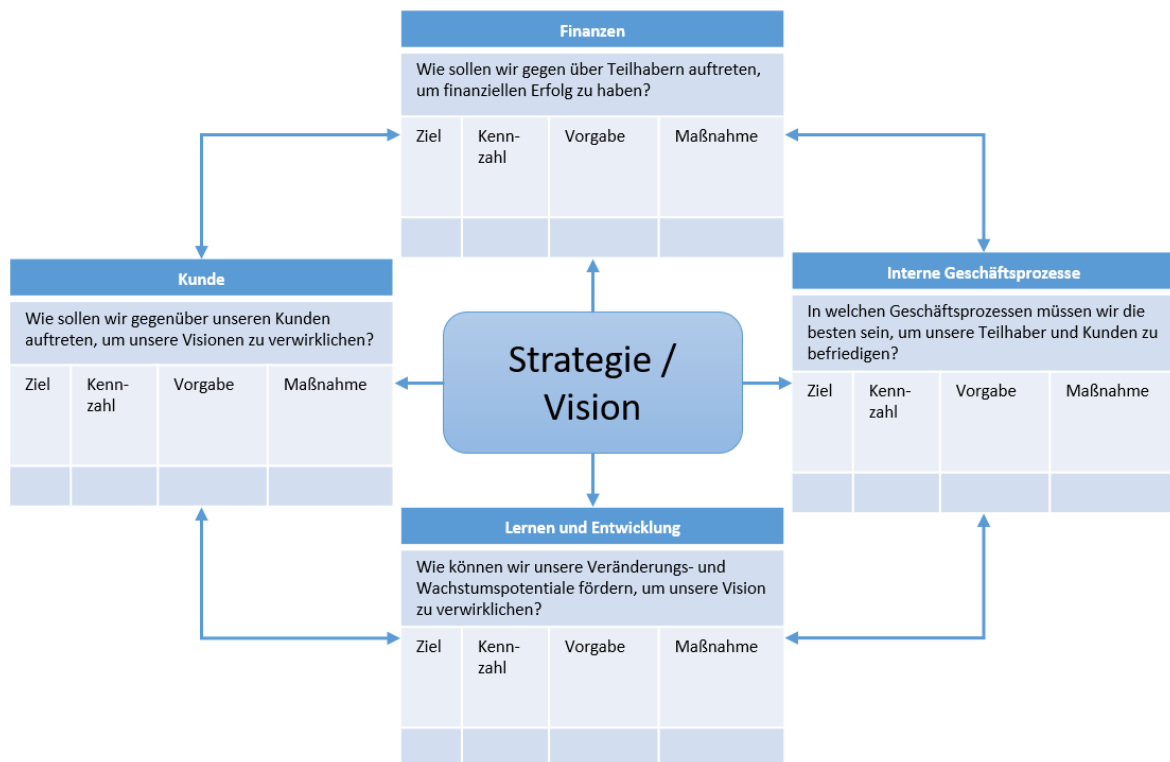 Finanzen
Wie sollen wir gegen über Teilhabern auftreten,
um finanziellen Erfolg zu haben?
Ziel Kenn- Vorgabe Maßnahme
zahl
Kunde
Wie sollen wir gegenüber unseren Kunden
auftreten, um unsere Visionen zu verwirklichen?
Ziel Kenn- Vorgabe Maßnahme
zahl
Strategie /
Vision
Interne Geschäftsprozesse
In welchen Geschäftsprozessen müssen wir die
besten sein, um unsere Teilhaber und Kunden zu
befriedigen?
Ziel Kenn- Vorgabe Maßnahme
zahl
Lernen und Entwicklung
Wie können wir unsere Veränderungs- und
Wachstumspotentiale fördern, um unsere Vision
zu verwirklichen?
Ziel Kenn- Vorgabe Maßnahme
zahl